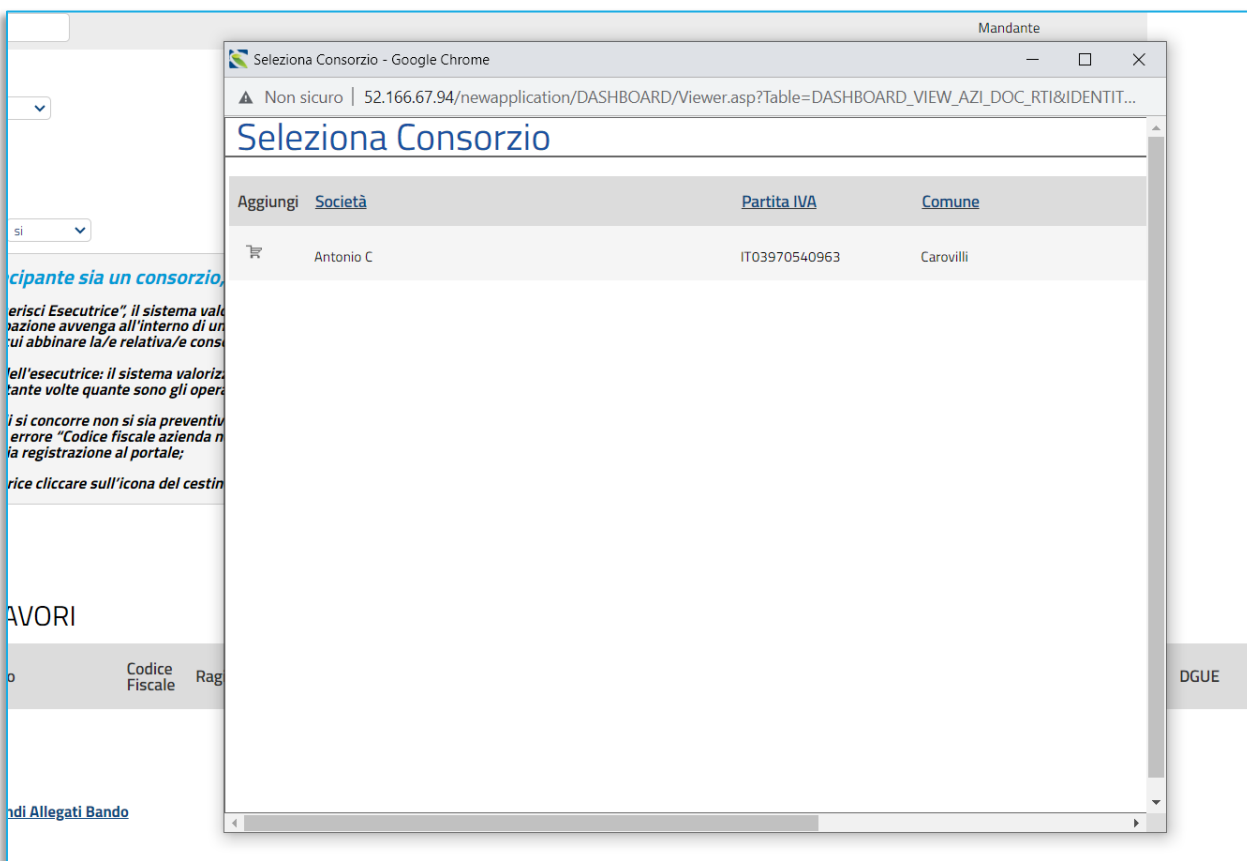 Mandante
Seleziona Consorzio - Google Chrome
Non sicuro | 52.166.67.94/newapplication/DASHBOARD/Viewer.asp?Table=DASHBOARD_VIEW_AZI_DOC_RTI&IDENTIT...
Seleziona Consorzio
Aggiungi Società Partita IVA Comune
Antonio C IT03970540963 Carovilli
si
cipante sia un consorzio,
erisci Esecutrice", il sistema valo
pazione avvenga all'interno di un
cui abbinare la/e relativa/e conso
dell'esecutrice: il sistema valorizz
tante volte quante sono gli opera
i si concorre non si sia preventiv
errore "Codice fiscale azienda n
ia registrazione al portale;
rice cliccare sull'icona del cestin
AVORI
o Codice Fiscale Ragi DGUE
ndi Allegati Bando